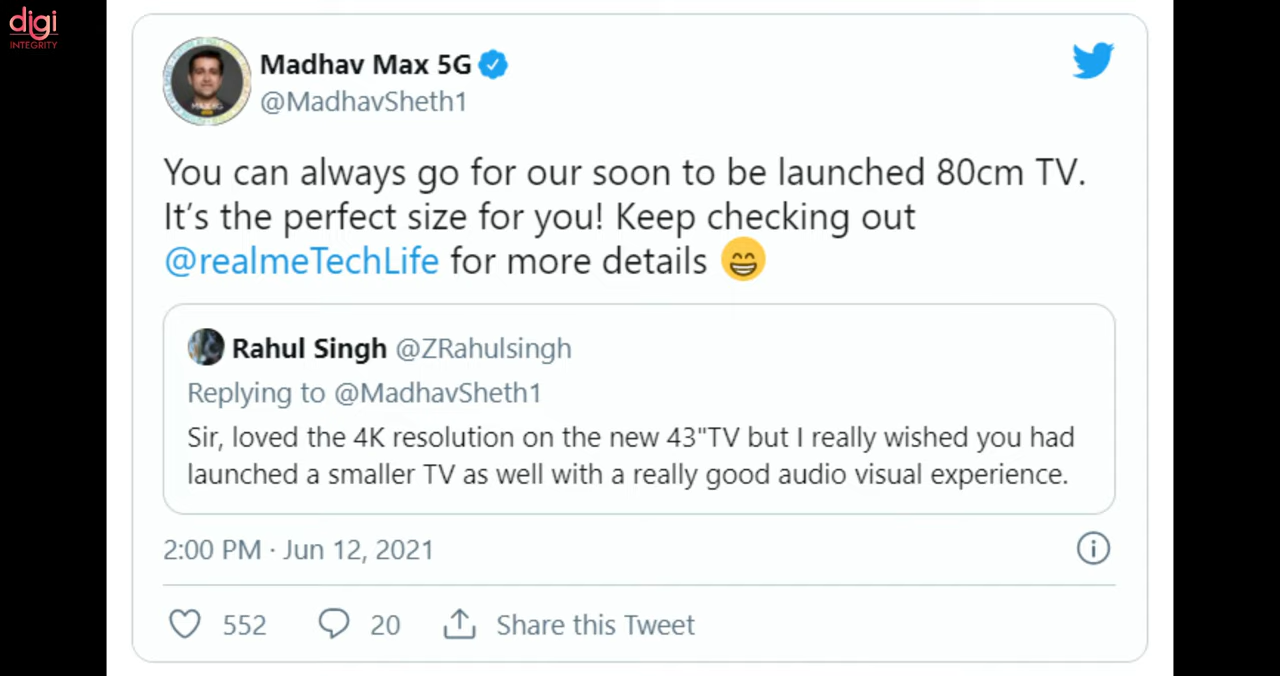 digi
INTEGRITY
Madhav Max 5G
@MadhavSheth1
You can always go for our soon to be launched 80cm TV.
It’s the perfect size for you! Keep checking out
@realmeTechLife for more details 😁
Rahul Singh @ZRahulsingh
Replying to @MadhavSheth1
Sir, loved the 4K resolution on the new 43"TV but I really wished you had
launched a smaller TV as well with a really good audio visual experience.
2:00 PM · Jun 12, 2021
552 20 Share this Tweet